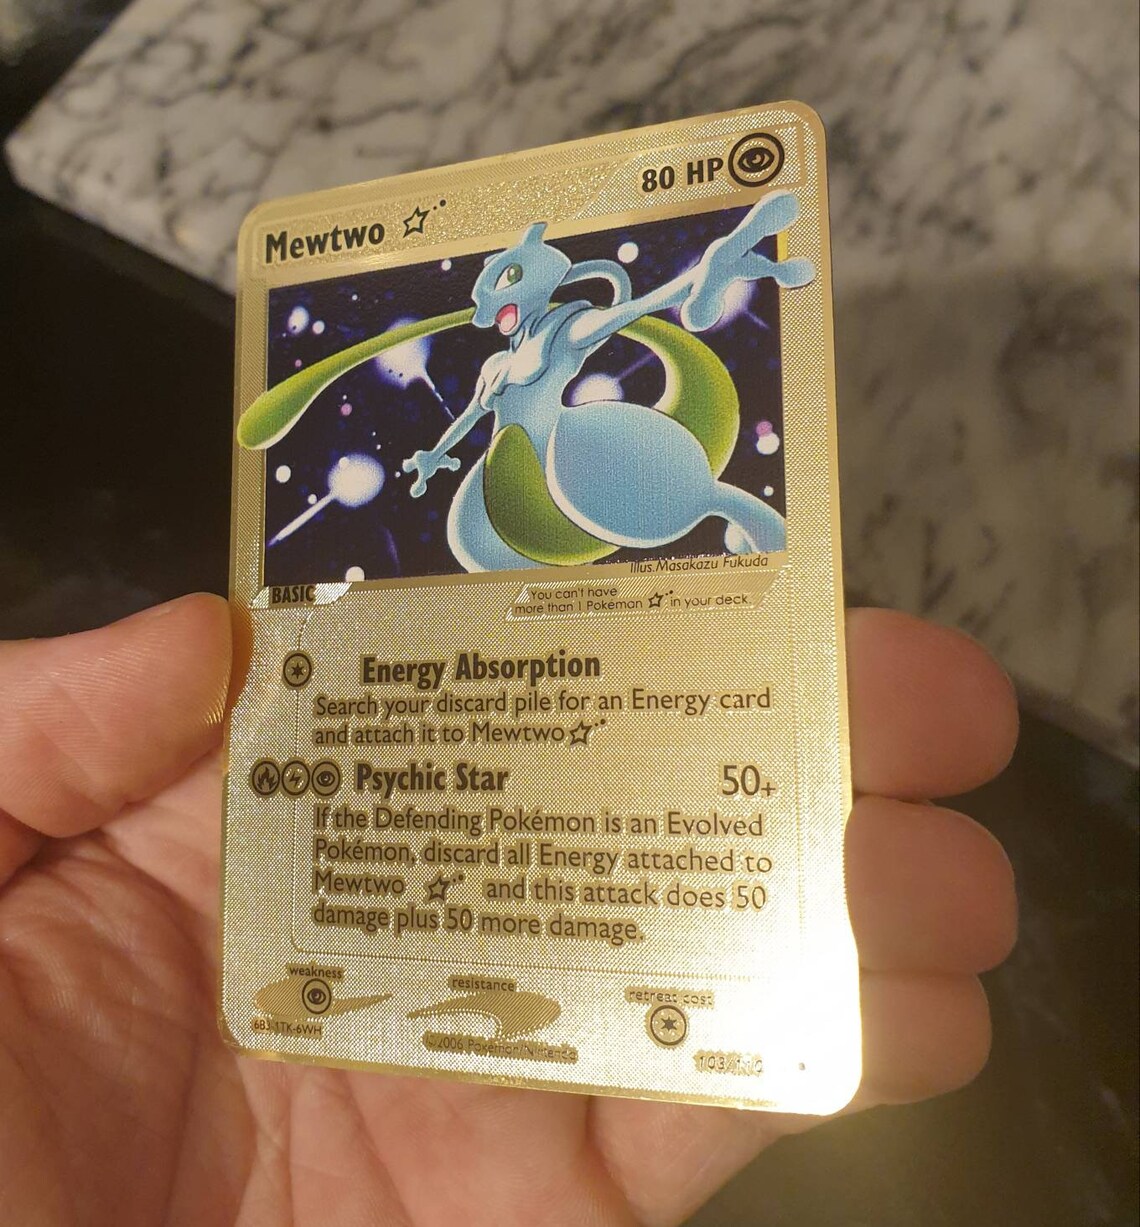 Mewtwo ☆
80 HP
Illus. Masakazu Fukuda
BASIC
You can't have
more than 1 Pokémon ☆ in your deck.
Energy Absorption
Search your discard pile for an Energy card
and attach it to Mewtwo ☆
Psychic Star 50+
If the Defending Pokémon is an Evolved
Pokémon, discard all Energy attached to
Mewtwo ☆ and this attack does 50
damage plus 50 more damage.
weakness
resistance
retreat cost
©2006 Pokémon/Nintendo
103/110